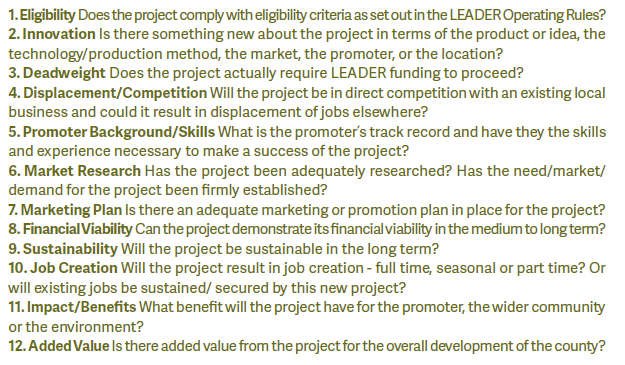 1. Eligibility Does the project comply with eligibility criteria as set out in the LEADER Operating Rules?
2. Innovation Is there something new about the project in terms of the product or idea, the
technology/production method, the market, the promoter, or the location?
3. Deadweight Does the project actually require LEADER funding to proceed?
4. Displacement/Competition Will the project be in direct competition with an existing local
business and could it result in displacement of jobs elsewhere?
5. Promoter Background/Skills What is the promoter's track record and have they the skills
and experience necessary to make a success of the project?
6. Market Research Has the project been adequately researched? Has the need/market/
demand for the project been firmly established?
7. Marketing Plan Is there an adequate marketing or promotion plan in place for the project?
8. Financial Viability Can the project demonstrate its financial viability in the medium to long term?
9. Sustainability Will the project be sustainable in the long term?
10. Job Creation Will the project result in job creation - full time, seasonal or part time? Or
will existing jobs be sustained/ secured by this new project?
11. Impact/Benefits What benefit will the project have for the promoter, the wider community
or the environment?
12. Added Value Is there added value from the project for the overall development of the county?